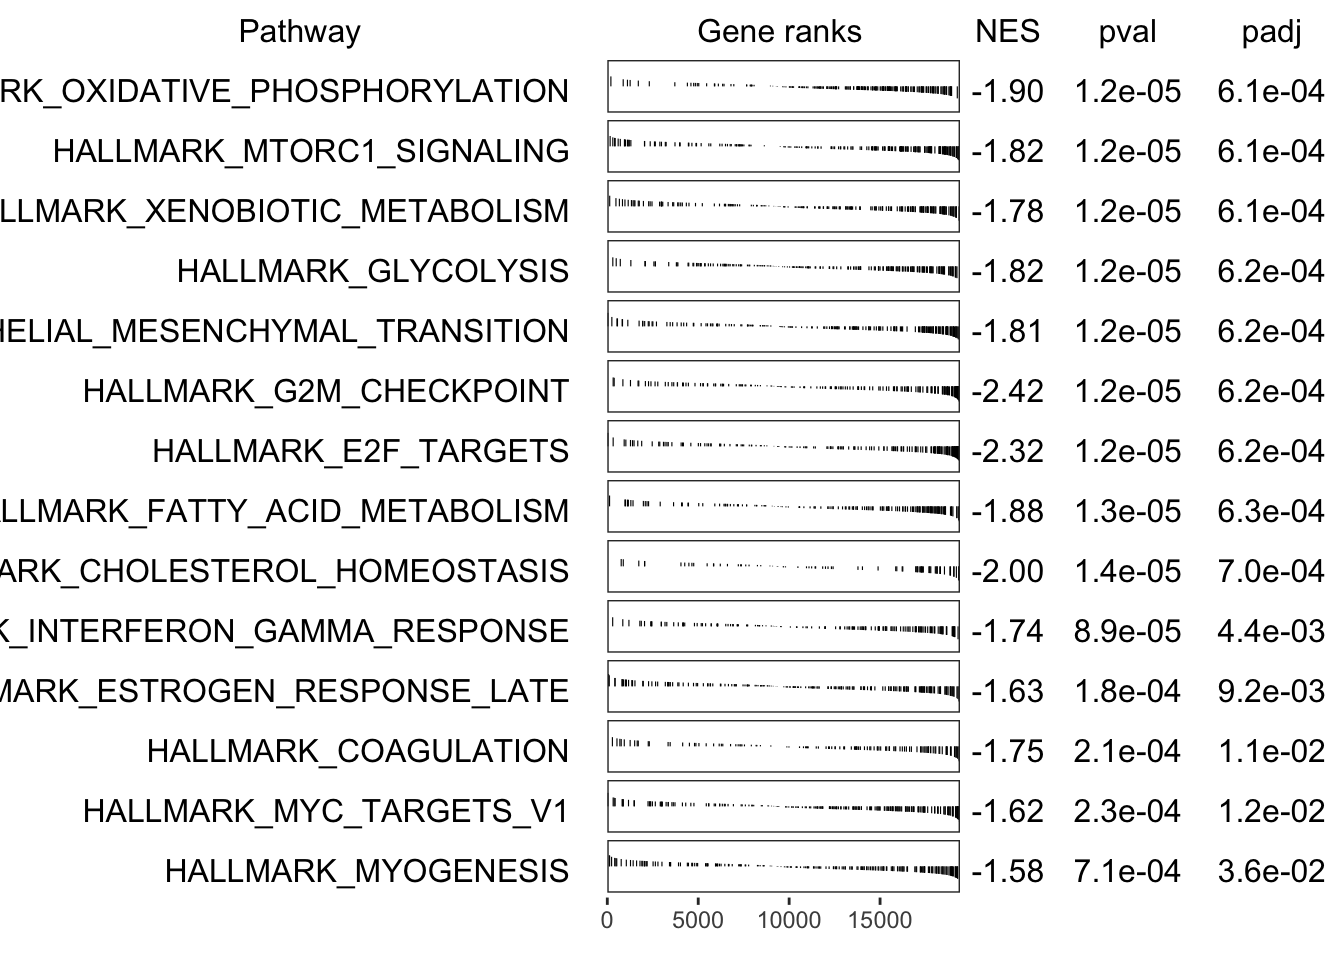 Pathway Gene ranks NES pval padj
RK_OXIDATIVE_PHOSPHORYLATION -1.90 1.2e-05 6.1e-04
HALLMARK_MTORC1_SIGNALING -1.82 1.2e-05 6.1e-04
LLMARK_XENOBIOTIC_METABOLISM -1.78 1.2e-05 6.1e-04
HALLMARK_GLYCOLYSIS -1.82 1.2e-05 6.2e-04
HELIAL_MESENCHYMAL_TRANSITION -1.81 1.2e-05 6.2e-04
HALLMARK_G2M_CHECKPOINT -2.42 1.2e-05 6.2e-04
HALLMARK_E2F_TARGETS -2.32 1.2e-05 6.2e-04
LLMARK_FATTY_ACID_METABOLISM -1.88 1.3e-05 6.3e-04
ARK_CHOLESTEROL_HOMEOSTASIS -2.00 1.4e-05 7.0e-04
K_INTERFERON_GAMMA_RESPONSE -1.74 8.9e-05 4.4e-03
MARK_ESTROGEN_RESPONSE_LATE -1.63 1.8e-04 9.2e-03
HALLMARK_COAGULATION -1.75 2.1e-04 1.1e-02
HALLMARK_MYC_TARGETS_V1 -1.62 2.3e-04 1.2e-02
HALLMARK_MYOGENESIS -1.58 7.1e-04 3.6e-02
0 5000 10000 15000